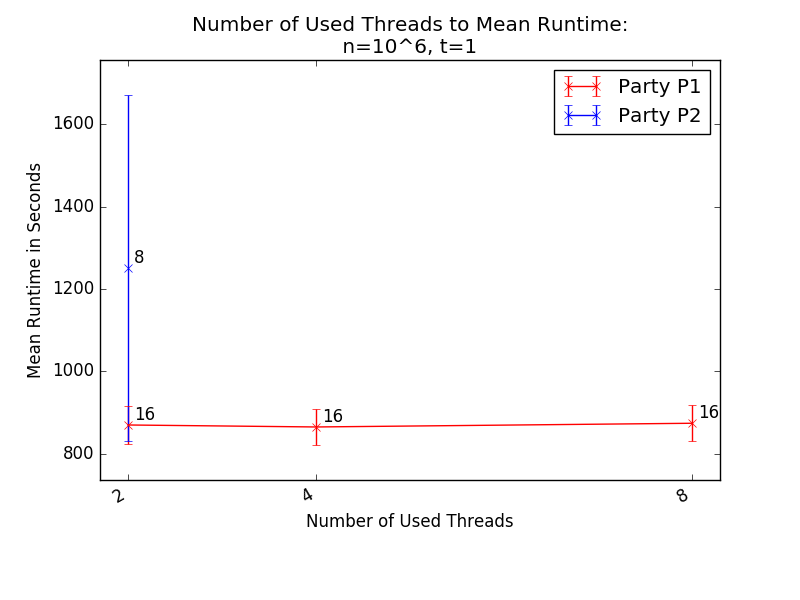 Number of Used Threads to Mean Runtime:
n=10^6, t=1
Party P1
Party P2
Mean Runtime in Seconds
1600
1400
1200
1000
800
8
16
16
16
2
4
8
Number of Used Threads